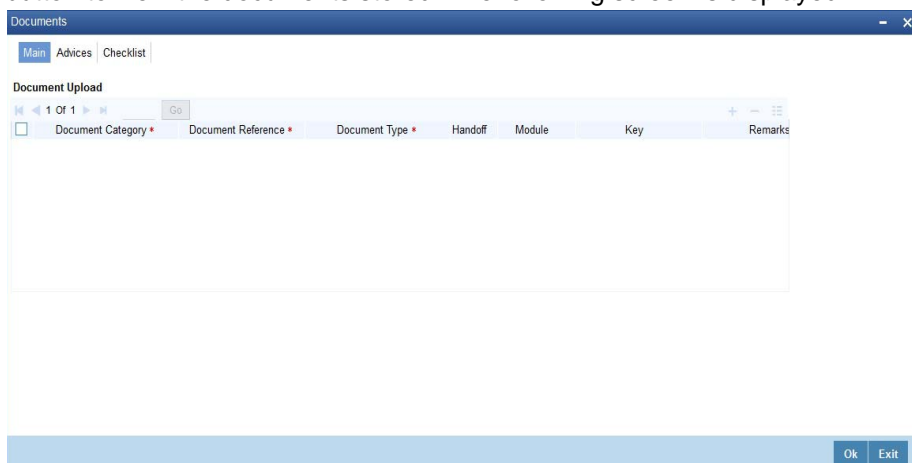 Documents
Main Advices Checklist
Document Upload
1 Of 1 Go
Document Category * Document Reference * Document Type * Handoff Module Key Remarks
Ok Exit